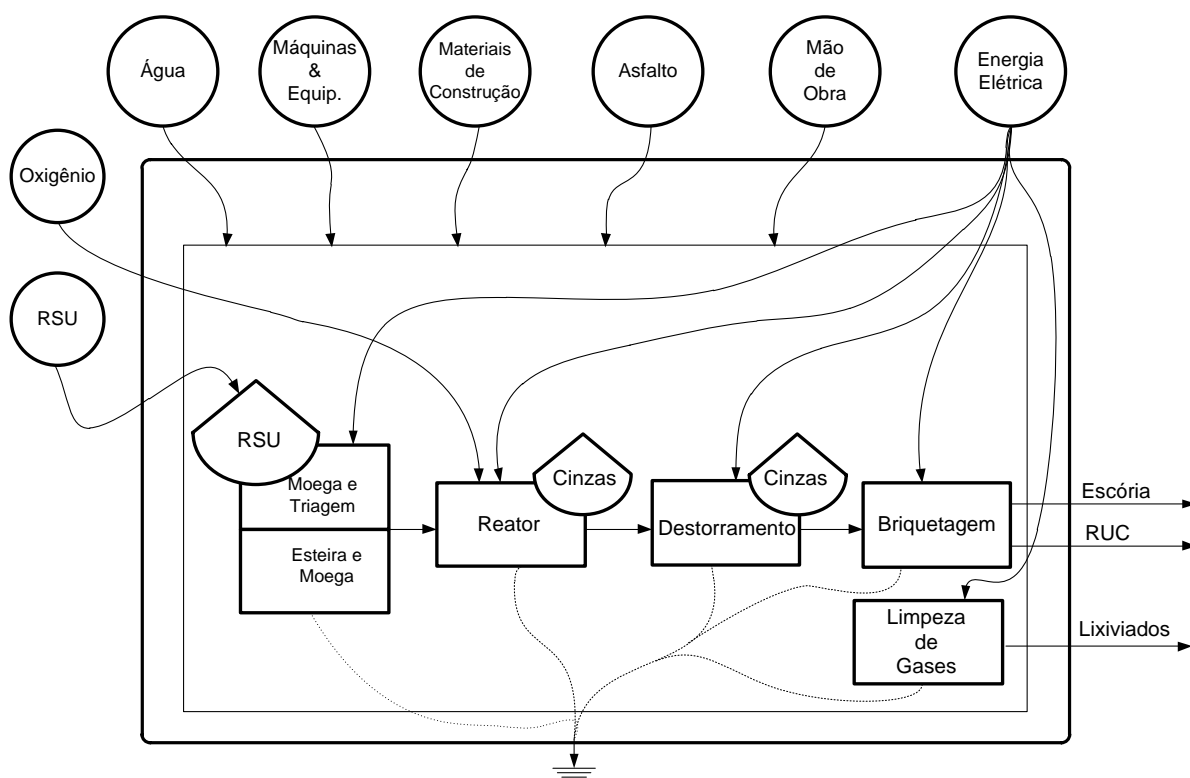 Água
Máquinas
&
Equip.
Materiais
de
Construção
Asfalto
Mão
de
Obra
Energia
Elétrica
Oxigênio
RSU
RSU
Moega e
Triagem
Esteira e
Moega
Reator
Cinzas
Destorramento
Cinzas
Briquetagem
Escória
RUC
Limpeza
de
Gases
Lixiviados